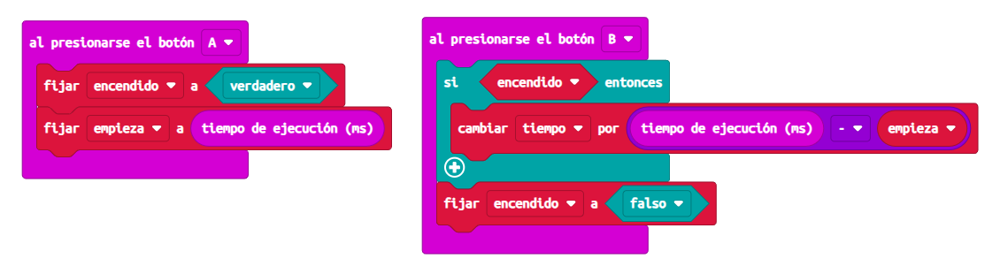 al presionarse el botón A
fijar encendido a verdadero
fijar empieza a tiempo de ejecución (ms)
al presionarse el botón B
si encendido entonces
cambiar tiempo por tiempo de ejecución (ms) - empieza
fijar encendido a falso